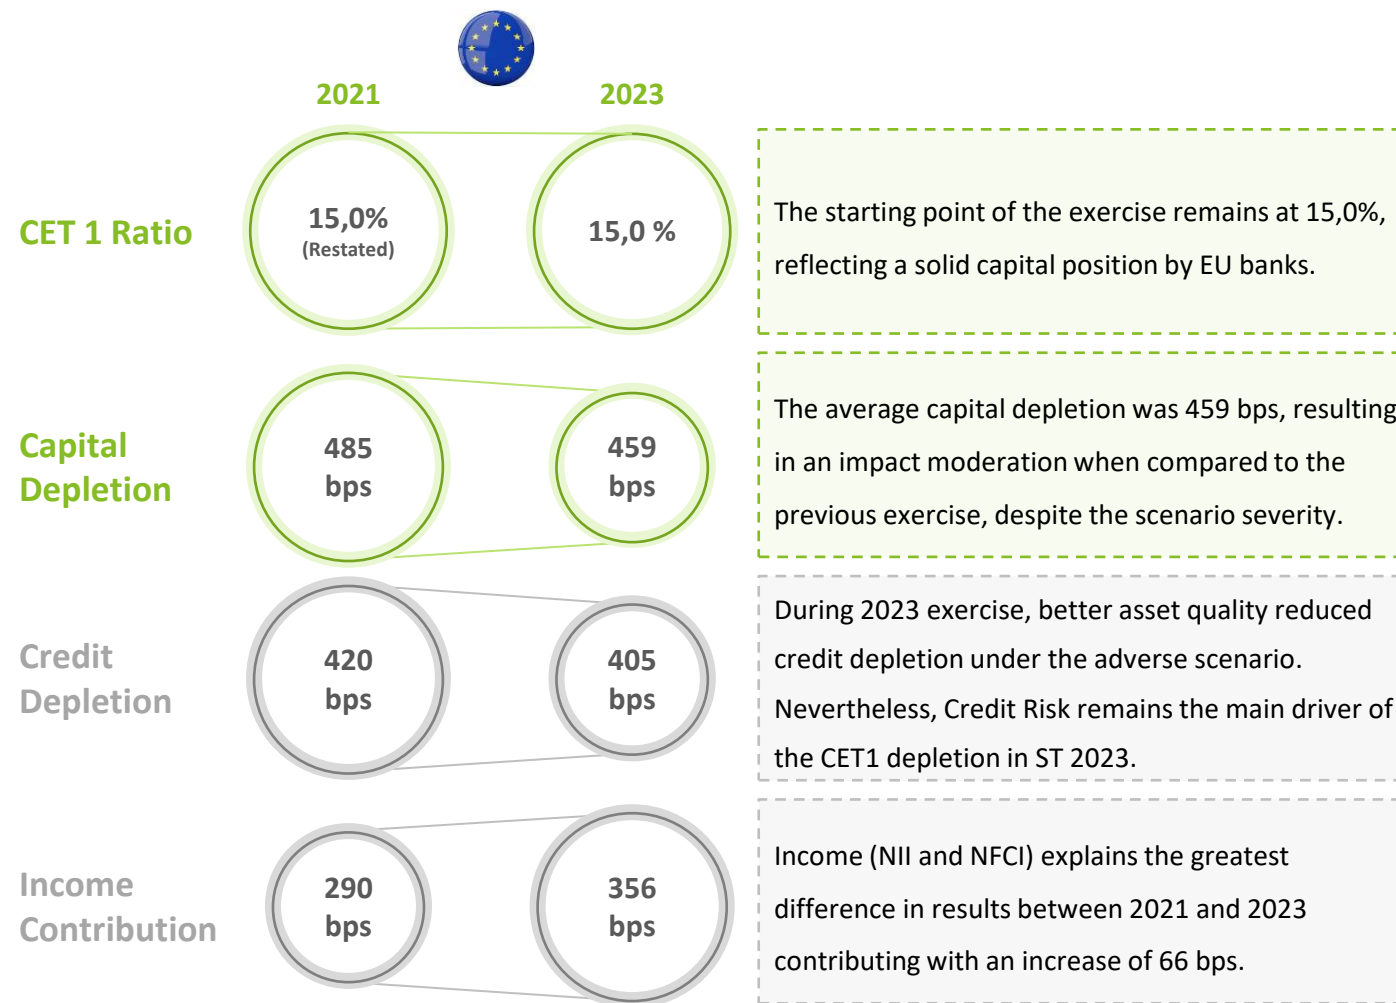 2021
2023
CET 1 Ratio
15,0%
(Restated)
15,0 %
The starting point of the exercise remains at 15,0%,
reflecting a solid capital position by EU banks.
Capital
Depletion
485
bps
459
bps
The average capital depletion was 459 bps, resulting
in an impact moderation when compared to the
previous exercise, despite the scenario severity.
Credit
Depletion
420
bps
405
bps
During 2023 exercise, better asset quality reduced
credit depletion under the adverse scenario.
Nevertheless, Credit Risk remains the main driver of
the CET1 depletion in ST 2023.
Income
Contribution
290
bps
356
bps
Income (NII and NFCI) explains the greatest
difference in results between 2021 and 2023
contributing with an increase of 66 bps.